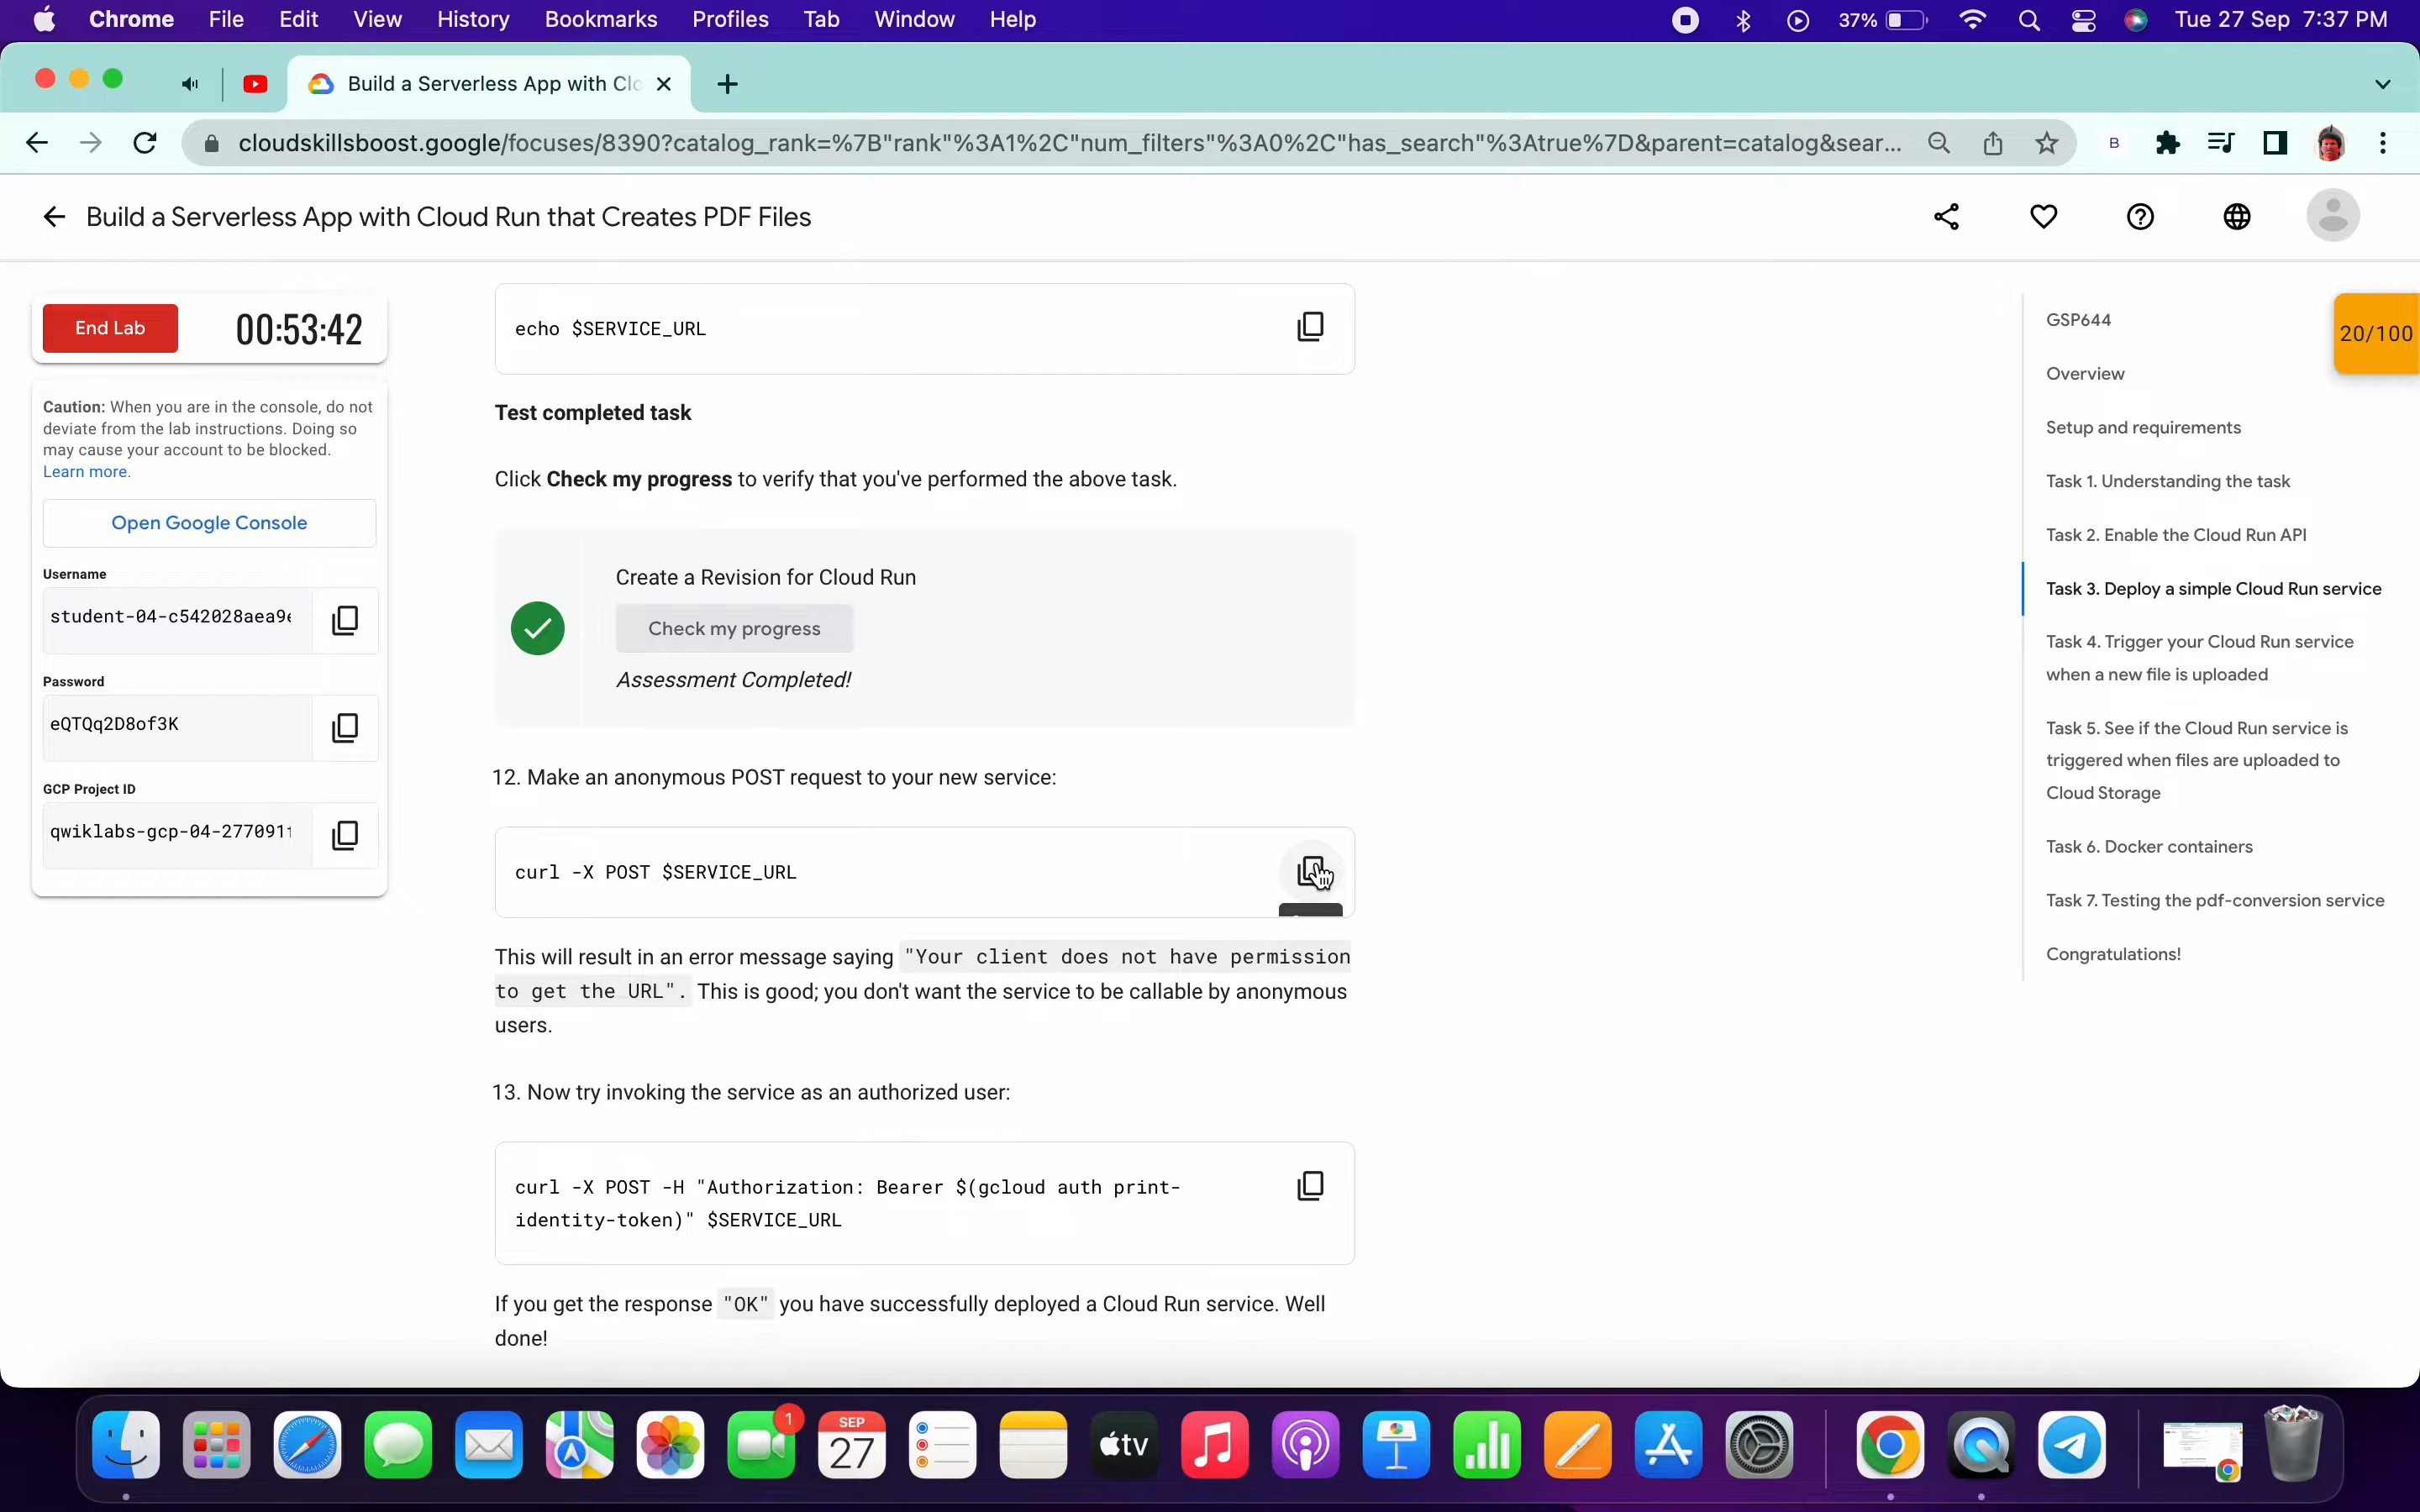 Chrome File Edit View History Bookmarks Profiles Tab Window Help 37% Tue 27 Sep 7:37 PM
Build a Serverless App with Clo
cloudskillsboost.google/focuses/8390?catalog_rank=%7B"rank"%3A1%2C"num_filters"%3A0%2C"has_search"%3Atrue%7D&parent=catalog&sear... B
Build a Serverless App with Cloud Run that Creates PDF Files
End Lab 00:53:42
Caution: When you are in the console, do not
deviate from the lab instructions. Doing so
may cause your account to be blocked.
Learn more.
Open Google Console
Username
student-04-c542028aea9e
Password
eQTQq2D8of3K
GCP Project ID
qwiklabs-gcp-04-277091f
echo $SERVICE_URL
Test completed task
Click Check my progress to verify that you've performed the above task.
Create a Revision for Cloud Run
Check my progress
Assessment Completed!
12. Make an anonymous POST request to your new service:
curl -X POST $SERVICE_URL
This will result in an error message saying "Your client does not have permission
to get the URL". This is good; you don't want the service to be callable by anonymous
users.
13. Now try invoking the service as an authorized user:
curl -X POST -H "Authorization: Bearer $(gcloud auth print-
identity-token)" $SERVICE_URL
If you get the response "OK" you have successfully deployed a Cloud Run service. Well
done!
GSP644
20/100
Overview
Setup and requirements
Task 1. Understanding the task
Task 2. Enable the Cloud Run API
Task 3. Deploy a simple Cloud Run service
Task 4. Trigger your Cloud Run service
when a new file is uploaded
Task 5. See if the Cloud Run service is
triggered when files are uploaded to
Cloud Storage
Task 6. Docker containers
Task 7. Testing the pdf-conversion service
Congratulations!
1
SEP
27
tv